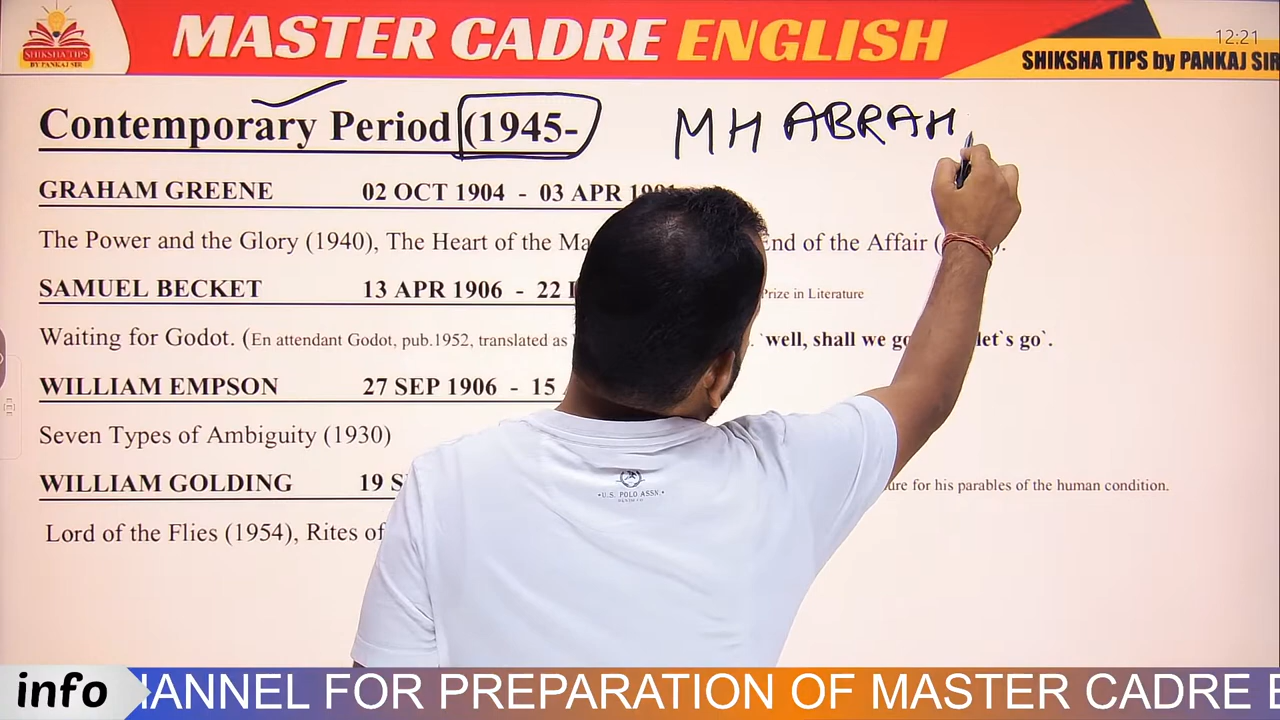 SHIKSHA TIPS
BY PANKAJ SIR
MASTER CADRE ENGLISH
12:21
SHIKSHA TIPS by PANKAJ SIR
Contemporary Period (1945-
MH ABRAH
GRAHAM GREENE 02 OCT 1904 - 03 APR
The Power and the Glory (1940), The Heart of the End of the Affair
SAMUEL BECKET 13 APR 1906 - 22 Prize in Literature
Waiting for Godot. (En attendant Godot, pub.1952, translated as `well, shall we let`s go`.
WILLIAM EMPSON 27 SEP 1906 - 15
Seven Types of Ambiguity (1930)
WILLIAM GOLDING 19 for his parables of the human condition.
Lord of the Flies (1954), Rites of
U.S. POLO ASSN.
info HANNEL FOR PREPARATION OF MASTER CADRE E